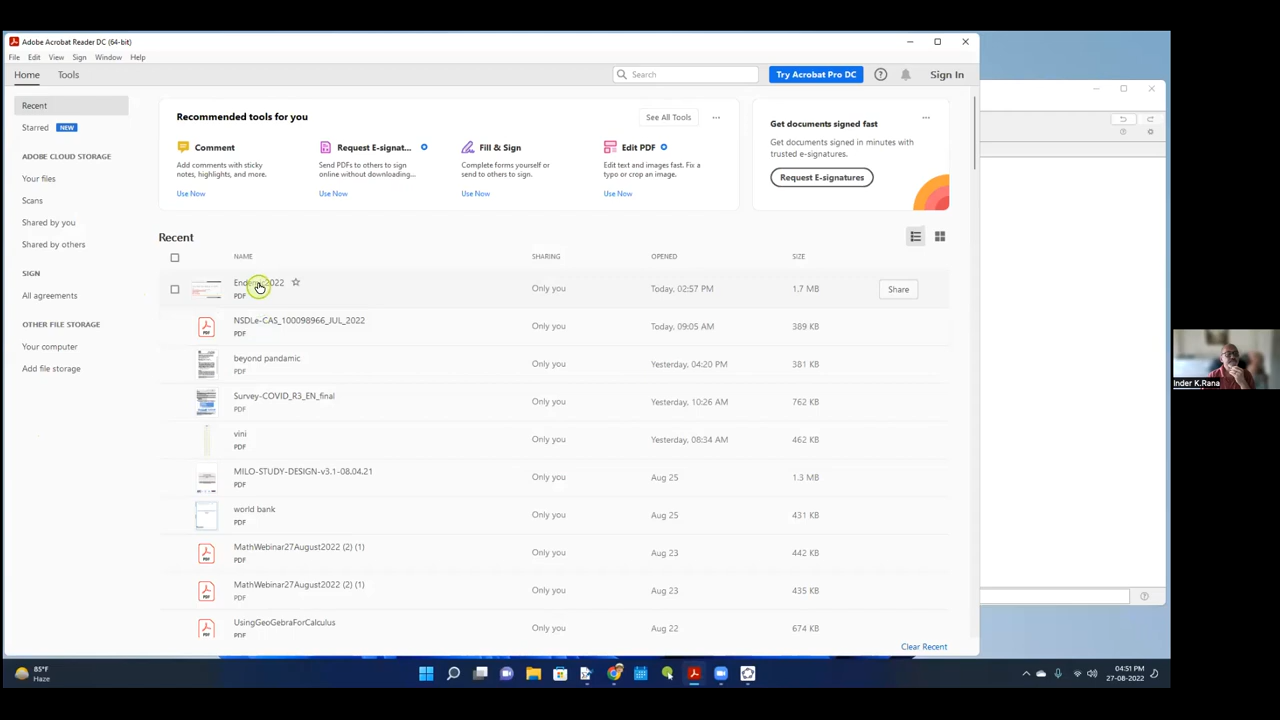 Adobe Acrobat Reader DC (64-bit)
File Edit View Sign Window Help
Home Tools
Search
Try Acrobat Pro DC
Sign In
Recent
Starred NEW
ADOBE CLOUD STORAGE
Your files
Scans
Shared by you
Shared by others
SIGN
All agreements
OTHER FILE STORAGE
Your computer
Add file storage
Recommended tools for you
See All Tools
Comment
Add comments with sticky
notes, highlights, and more.
Use Now
Request E-signat...
Send PDFs to others to sign
online without downloading...
Use Now
Fill & Sign
Complete forms yourself or
send to others to sign.
Use Now
Edit PDF
Edit text and images fast. Fix a
typo or crop an image.
Use Now
Get documents signed fast
Get documents signed in minutes with
trusted e-signatures.
Request E-signatures
Recent
NAME SHARING OPENED SIZE
2022 Only you Today, 02:57 PM 1.7 MB Share
PDF
NSDLe-CAS_100098966_JUL_2022 Only you Today, 09:05 AM 389 KB
PDF
beyond pandamic Only you Yesterday, 04:20 PM 381 KB
PDF
Survey-COVID_R3_EN_final Only you Yesterday, 10:26 AM 762 KB
PDF
vini Only you Yesterday, 08:34 AM 462 KB
PDF
MILO-STUDY-DESIGN-v3.1-08.04.21 Only you Aug 25 1.3 MB
PDF
world bank Only you Aug 25 431 KB
PDF
MathWebinar27August2022 (2) (1) Only you Aug 23 442 KB
PDF
MathWebinar27August2022 (2) (1) Only you Aug 23 435 KB
PDF
UsingGeoGebraForCalculus Only you Aug 22 674 KB
Clear Recent
Inder K.Rana
85°F
Haze
04:51 PM
27-08-2022